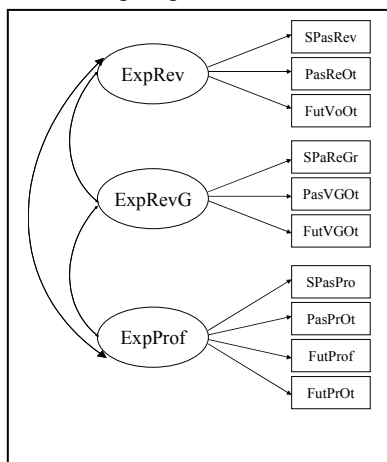 ExpRev
SPasRev
PasReOt
FutVoOt
ExpRevG
SPaReGr
PasVGOt
FutVGOt
ExpProf
SPasPro
PasPrOt
FutProf
FutPrOt